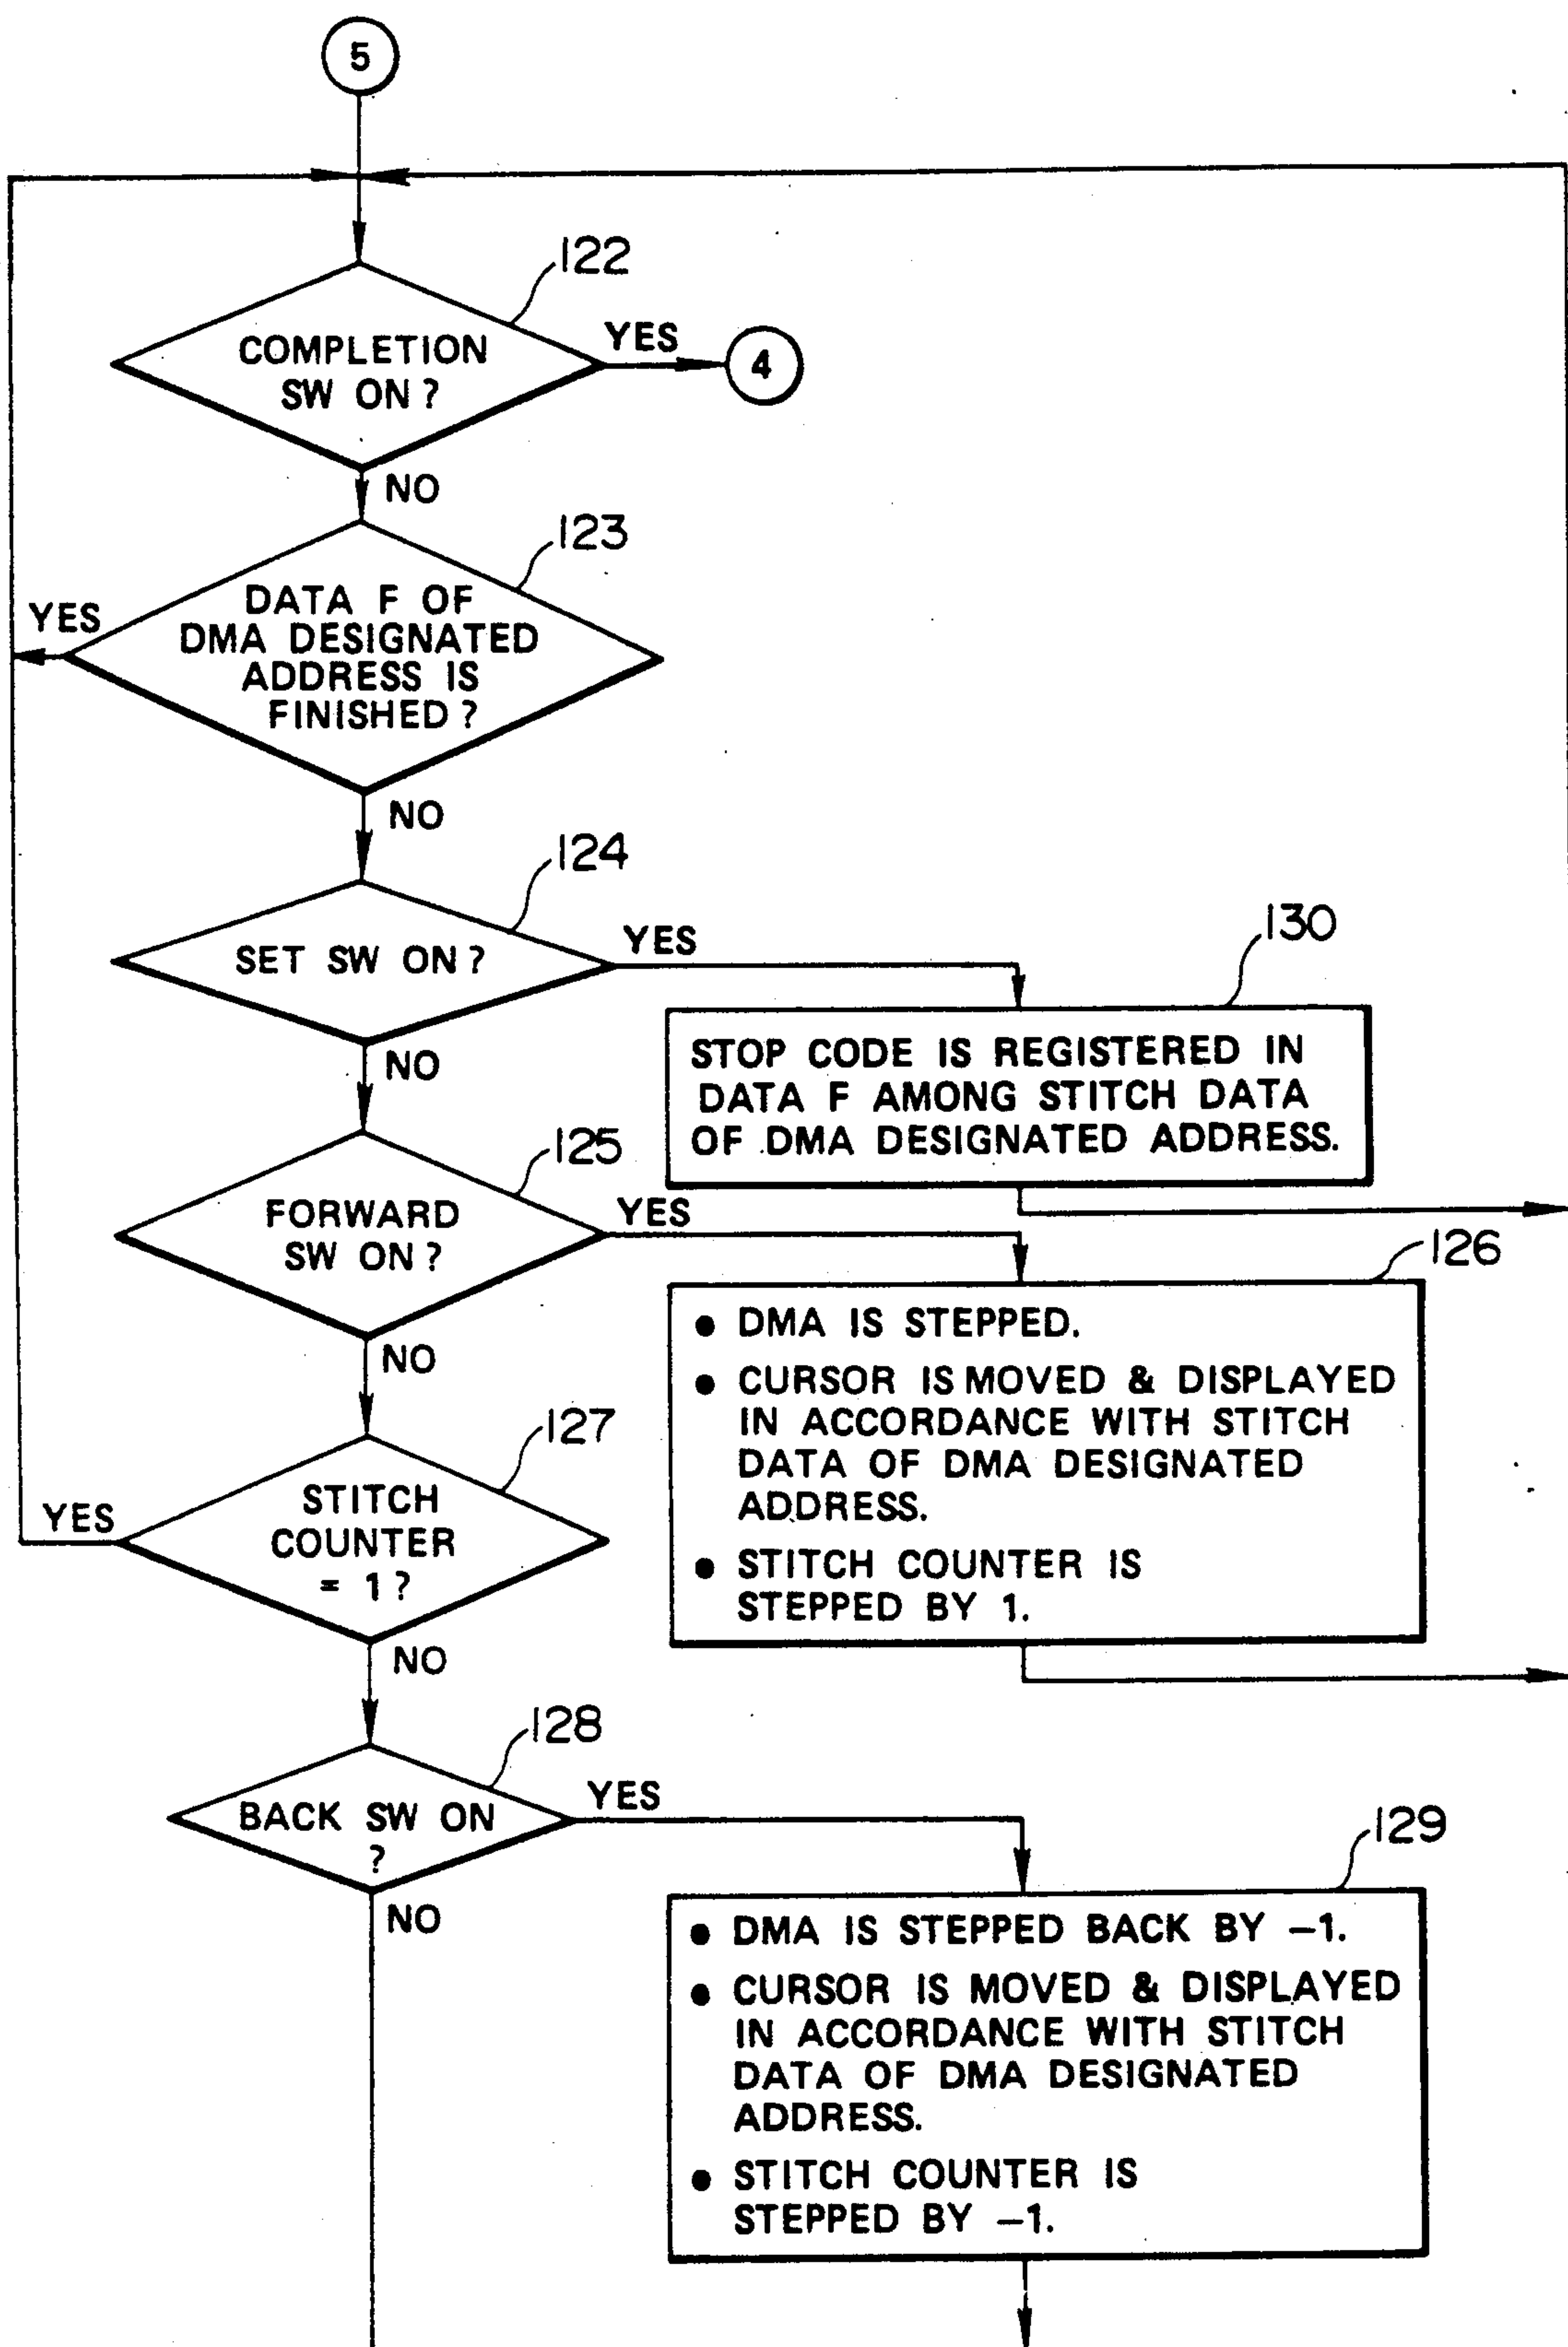 5
122
COMPLETION
SW ON?
YES
4
NO
123
DATA F OF
DMA DESIGNATED
ADDRESS IS
FINISHED?
YES
NO
124
SET SW ON?
YES
NO
130
STOP CODE IS REGISTERED IN
DATA F AMONG STITCH DATA
OF DMA DESIGNATED ADDRESS.
125
FORWARD
SW ON?
YES
NO
126
● DMA IS STEPPED.
● CURSOR IS MOVED & DISPLAYED
IN ACCORDANCE WITH STITCH
DATA OF DMA DESIGNATED
ADDRESS.
● STITCH COUNTER IS
STEPPED BY 1.
127
STITCH
COUNTER
= 1?
YES
NO
128
BACK SW ON
?
YES
NO
129
● DMA IS STEPPED BACK BY –1.
● CURSOR IS MOVED & DISPLAYED
IN ACCORDANCE WITH STITCH
DATA OF DMA DESIGNATED
ADDRESS.
● STITCH COUNTER IS
STEPPED BY –1.